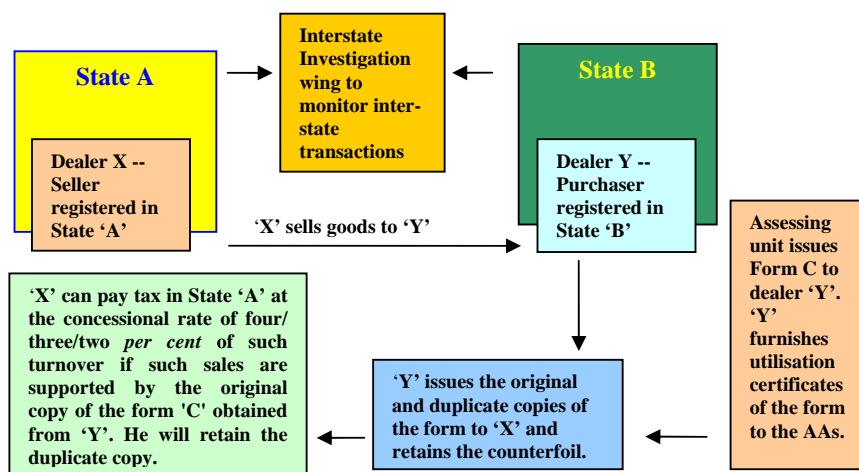 State A
Interstate
Investigation
wing to
monitor inter-
state
transactions
State B
Dealer X --
Seller
registered in
State ‘A’
Dealer Y --
Purchaser
registered in
State ‘B’
‘X’ sells goods to ‘Y’
Assessing
unit issues
Form C to
dealer ‘Y’.
‘Y’
furnishes
utilisation
certificates
of the form
to the AAs.
‘X’ can pay tax in State ‘A’ at
the concessional rate of four/
three/two per cent of such
turnover if such sales are
supported by the original
copy of the form 'C' obtained
from ‘Y’. He will retain the
duplicate copy.
‘Y’ issues the original
and duplicate copies of
the form to ‘X’ and
retains the counterfoil.